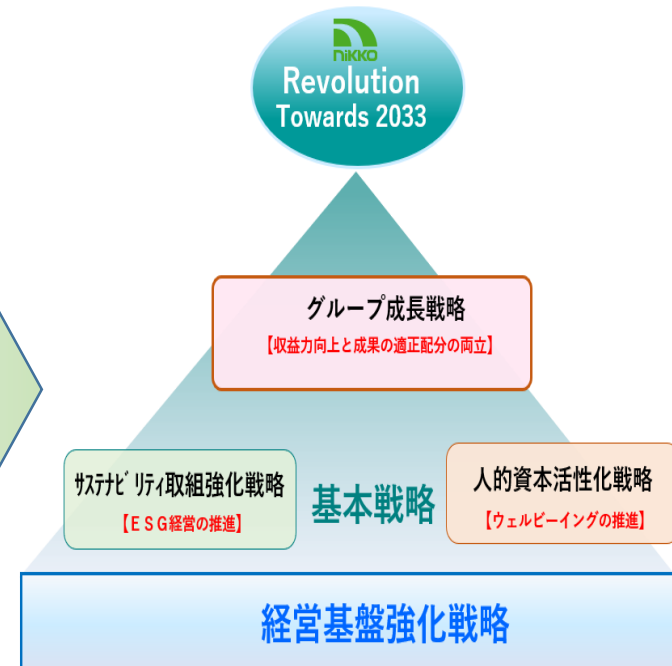 nikko
Revolution
Towards 2033
グループ成長戦略
【収益力向上と成果の適正配分の両立】
ｻｽﾃﾅﾋﾞﾘﾃｨ取組強化戦略
【ＥＳＧ経営の推進】
基本戦略
人的資本活性化戦略
【ウェルビーイングの推進】
経営基盤強化戦略